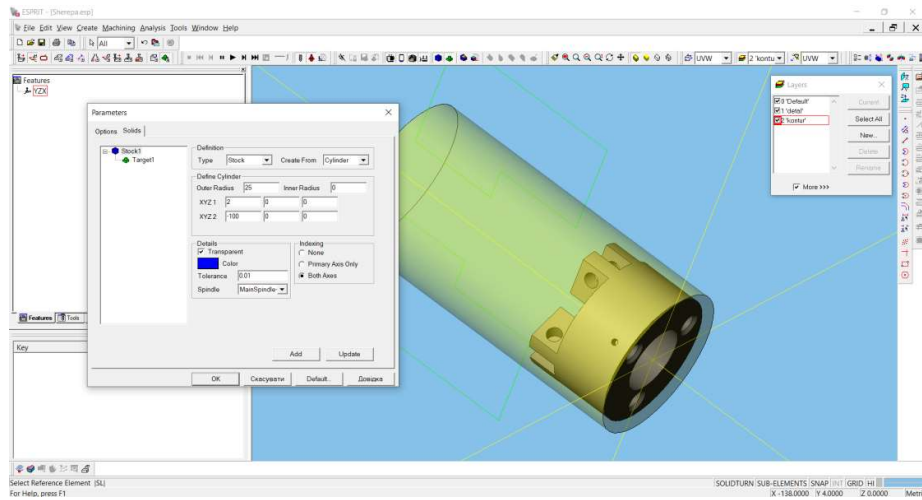 ESPRIT - [Sherepa.esp]
File Edit View Create Machining Analysis Tools Window Help
All
UVW
2 'kontu
UVW
Features
YZX
Parameters
Options Solids
Stock1
Target1
Definition
Type Stock Create From Cylinder
Define Cylinder
Outer Radius 25 Inner Radius 0
XYZ 1 2 0 0
XYZ 2 -100 0 0
Details
Transparent
Color
Tolerance 0.01
Spindle MainSpindle-
Indexing
None
Primary Axis Only
Both Axes
Add Update
OK Скасувати Default.. Довідка
Layers
0 'Default'
1 'detal'
2 'kontur'
Current
Select All
New...
Delete
Rename
More >>>
Features Tools
Key
Select Reference Element |SL|
For Help, press F1
SOLIDTURN SUB-ELEMENTS SNAP INT GRID HI
X -138.0000 Y 4.0000 Z 0.0000 Metri